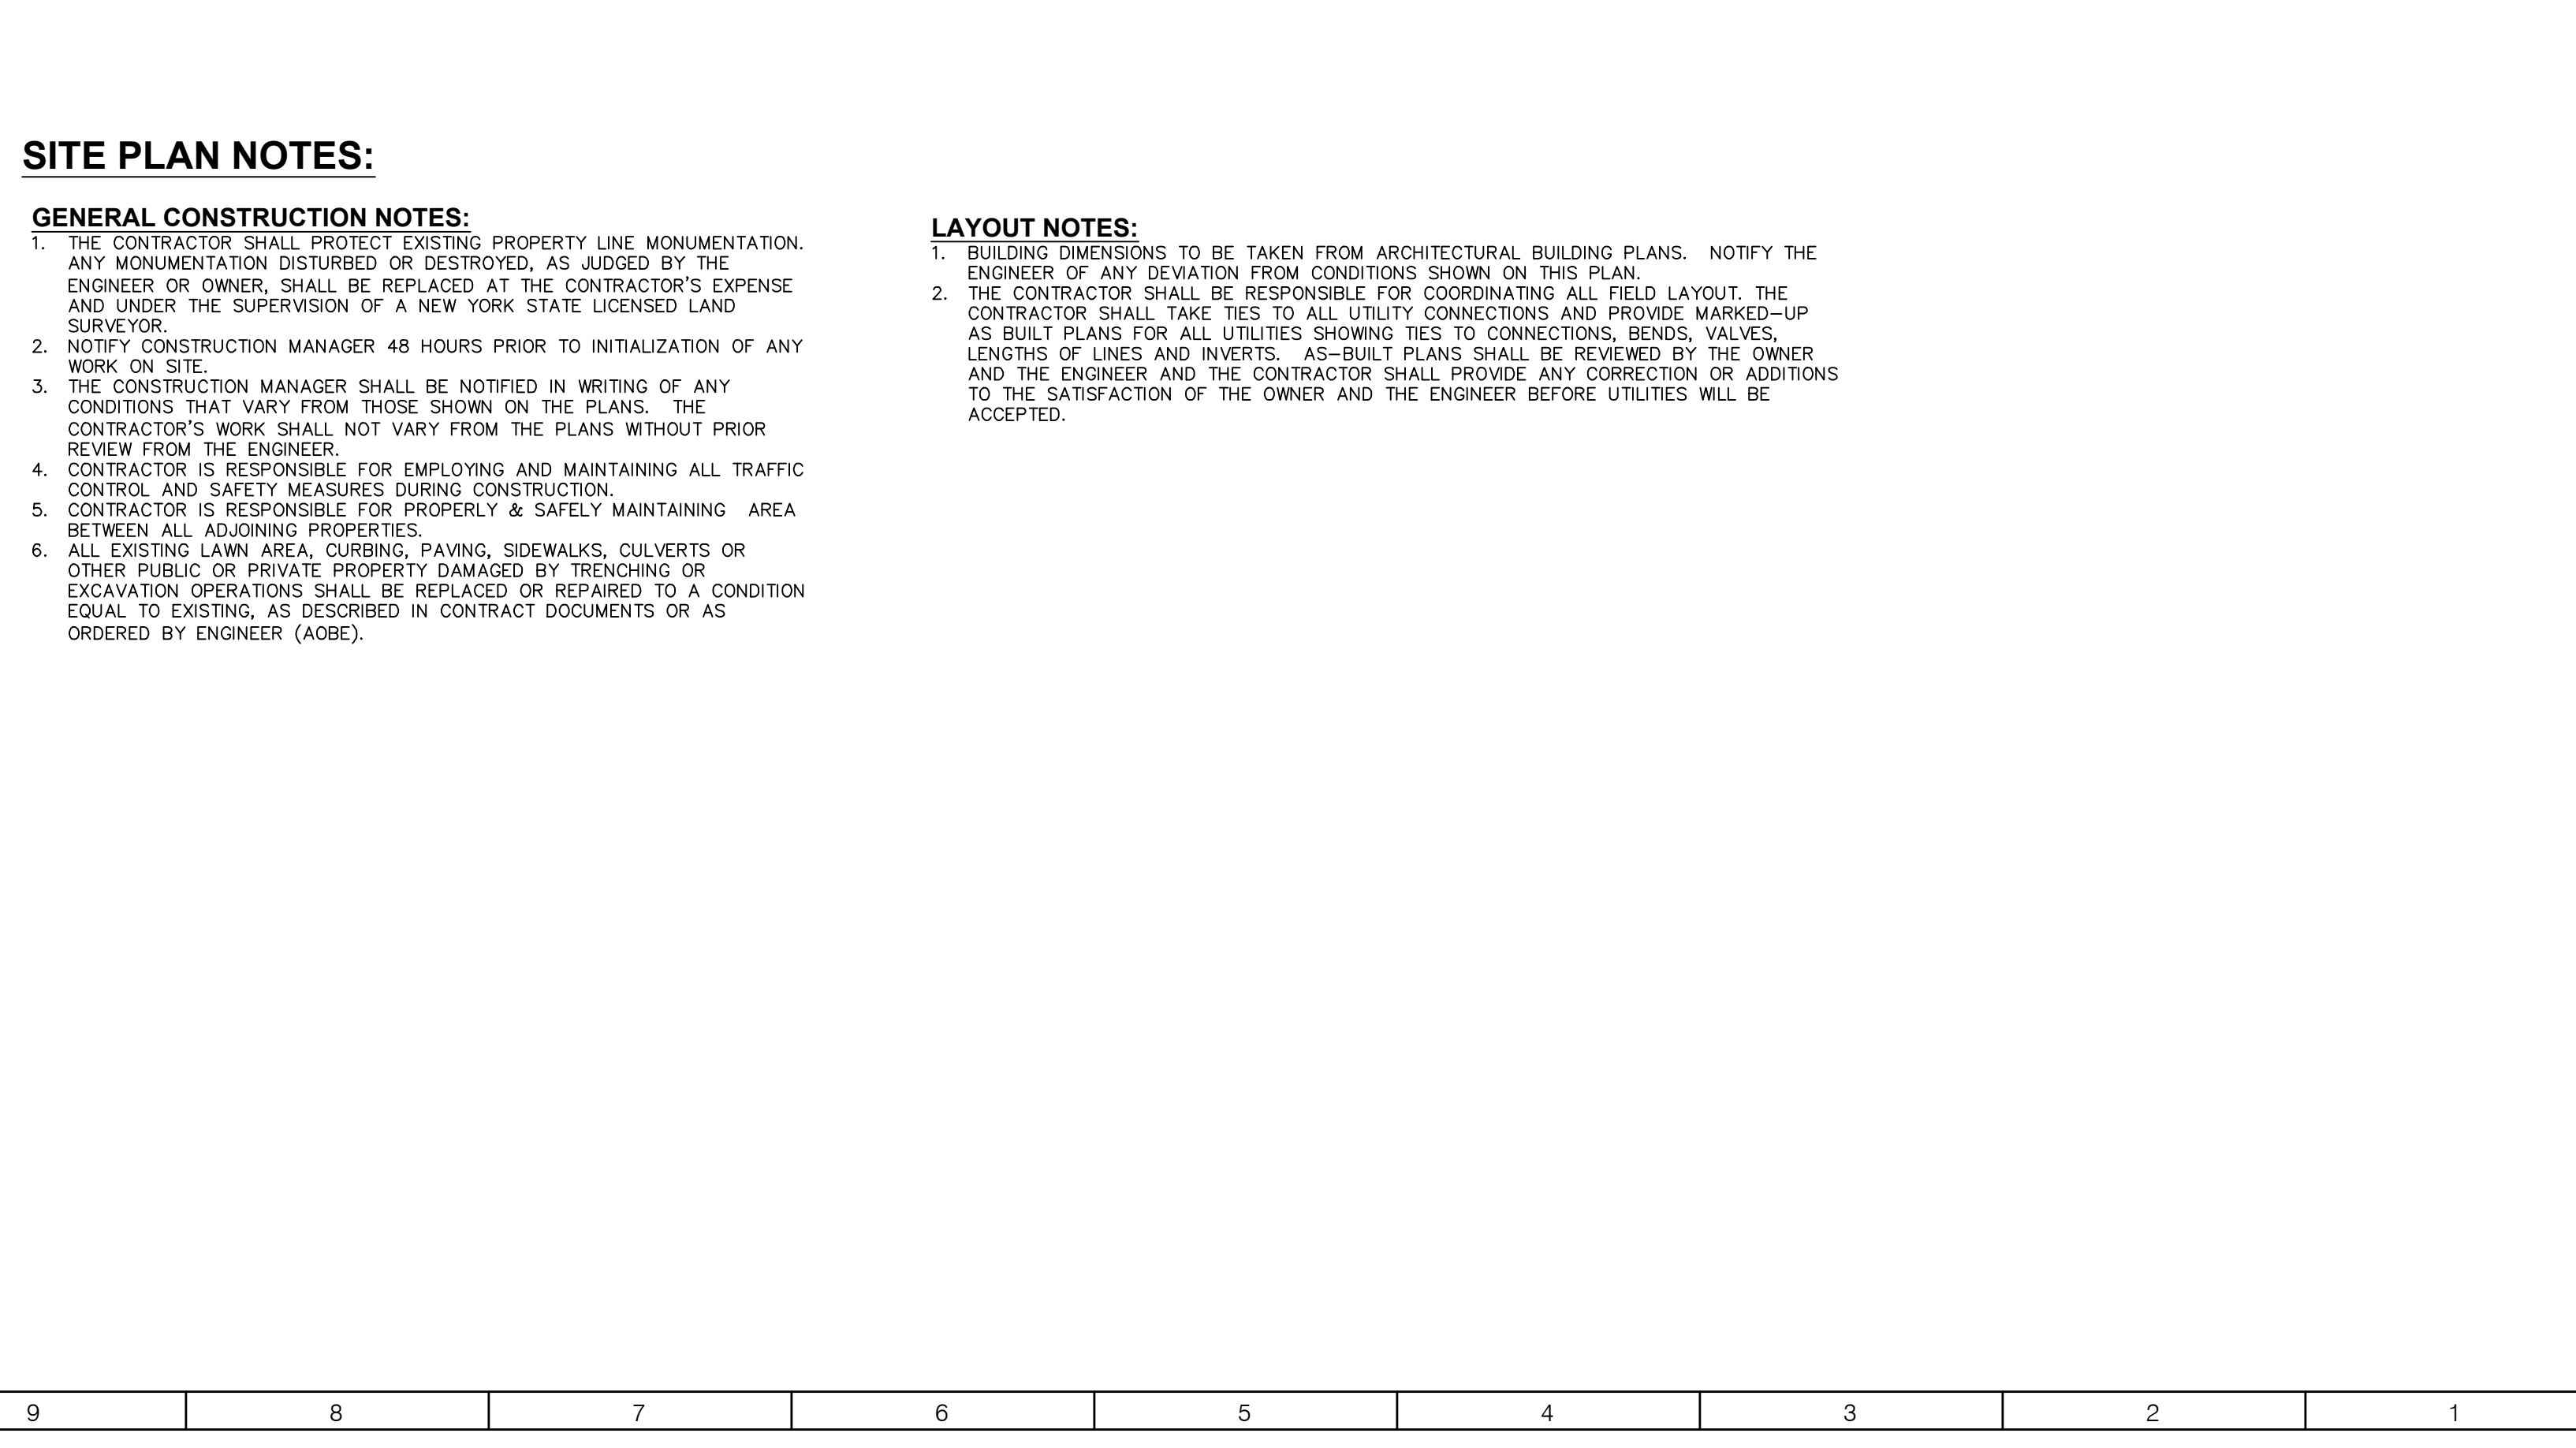 SITE PLAN NOTES:
GENERAL CONSTRUCTION NOTES:
1. THE CONTRACTOR SHALL PROTECT EXISTING PROPERTY LINE MONUMENTATION.
ANY MONUMENTATION DISTURBED OR DESTROYED, AS JUDGED BY THE
ENGINEER OR OWNER, SHALL BE REPLACED AT THE CONTRACTOR'S EXPENSE
AND UNDER THE SUPERVISION OF A NEW YORK STATE LICENSED LAND
SURVEYOR.
2. NOTIFY CONSTRUCTION MANAGER 48 HOURS PRIOR TO INITIALIZATION OF ANY
WORK ON SITE.
3. THE CONSTRUCTION MANAGER SHALL BE NOTIFIED IN WRITING OF ANY
CONDITIONS THAT VARY FROM THOSE SHOWN ON THE PLANS. THE
CONTRACTOR'S WORK SHALL NOT VARY FROM THE PLANS WITHOUT PRIOR
REVIEW FROM THE ENGINEER.
4. CONTRACTOR IS RESPONSIBLE FOR EMPLOYING AND MAINTAINING ALL TRAFFIC
CONTROL AND SAFETY MEASURES DURING CONSTRUCTION.
5. CONTRACTOR IS RESPONSIBLE FOR PROPERLY & SAFELY MAINTAINING AREA
BETWEEN ALL ADJOINING PROPERTIES.
6. ALL EXISTING LAWN AREA, CURBING, PAVING, SIDEWALKS, CULVERTS OR
OTHER PUBLIC OR PRIVATE PROPERTY DAMAGED BY TRENCHING OR
EXCAVATION OPERATIONS SHALL BE REPLACED OR REPAIRED TO A CONDITION
EQUAL TO EXISTING, AS DESCRIBED IN CONTRACT DOCUMENTS OR AS
ORDERED BY ENGINEER (AOBE).
LAYOUT NOTES:
1. BUILDING DIMENSIONS TO BE TAKEN FROM ARCHITECTURAL BUILDING PLANS. NOTIFY THE
ENGINEER OF ANY DEVIATION FROM CONDITIONS SHOWN ON THIS PLAN.
2. THE CONTRACTOR SHALL BE RESPONSIBLE FOR COORDINATING ALL FIELD LAYOUT. THE
CONTRACTOR SHALL TAKE TIES TO ALL UTILITY CONNECTIONS AND PROVIDE MARKED-UP
AS BUILT PLANS FOR ALL UTILITIES SHOWING TIES TO CONNECTIONS, BENDS, VALVES,
LENGTHS OF LINES AND INVERTS. AS-BUILT PLANS SHALL BE REVIEWED BY THE OWNER
AND THE ENGINEER AND THE CONTRACTOR SHALL PROVIDE ANY CORRECTION OR ADDITIONS
TO THE SATISFACTION OF THE OWNER AND THE ENGINEER BEFORE UTILITIES WILL BE
ACCEPTED.
9 8 7 6 5 4 3 2 1